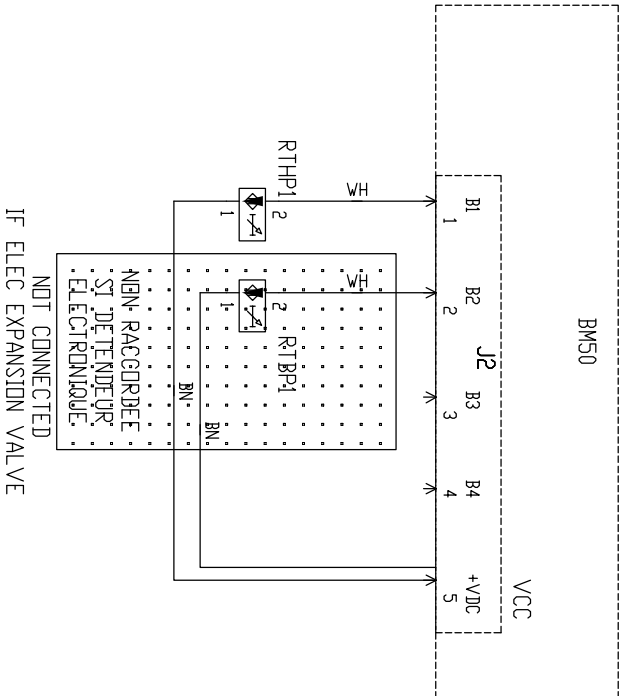 BM50
VCC
B1
B2
B3
B4
+VDC
1
2
J2
3
4
5
WH
WH
RTHP1
2
1
RTBP1
2
1
BN
BN
NON RACCORDEE
SI DETENDEUR
ELECTRONIQUE
NOT CONNECTED
IF ELEC EXPANSION VALVE